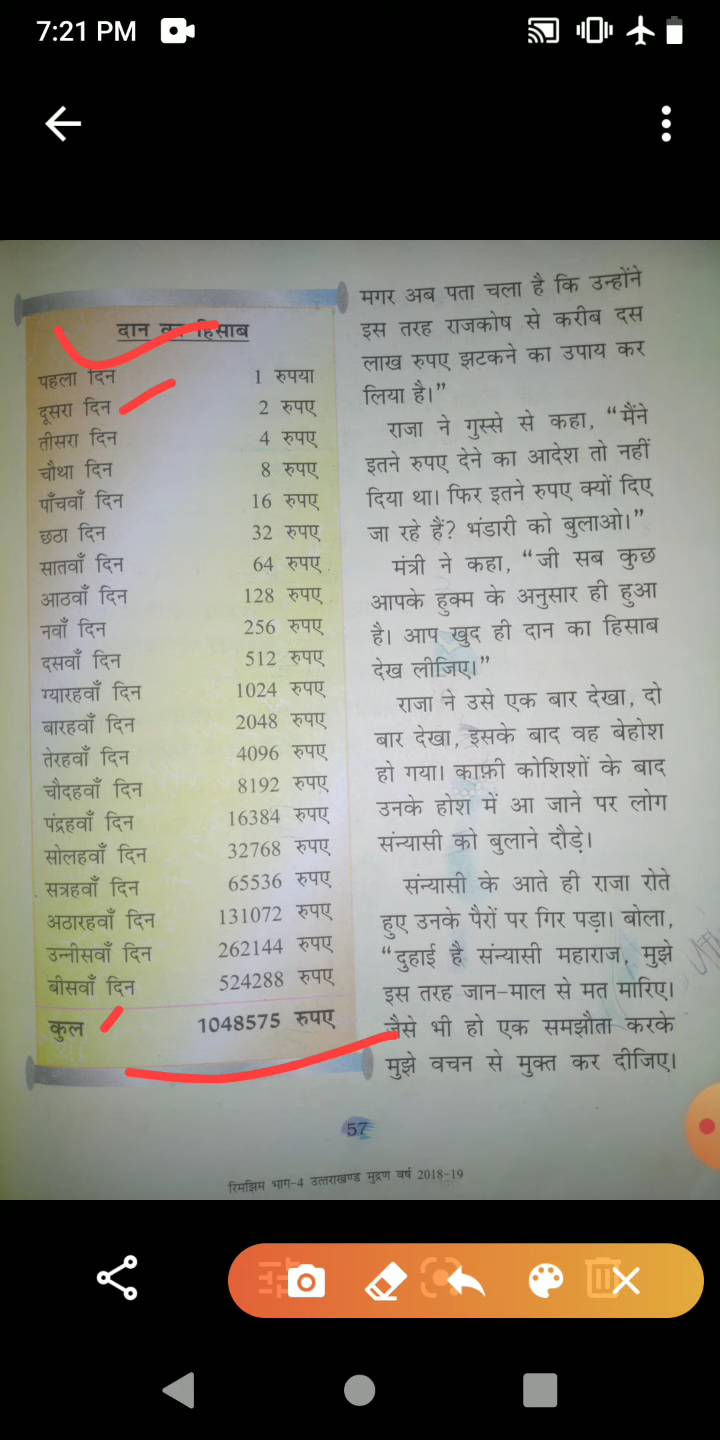 7:21 PM
दान का हिसाब
पहला दिन 1 रुपया
दूसरा दिन 2 रुपए
तीसरा दिन 4 रुपए
चौथा दिन 8 रुपए
पाँचवाँ दिन 16 रुपए
छठा दिन 32 रुपए
सातवाँ दिन 64 रुपए
आठवाँ दिन 128 रुपए
नवाँ दिन 256 रुपए
दसवाँ दिन 512 रुपए
ग्यारहवाँ दिन 1024 रुपए
बारहवाँ दिन 2048 रुपए
तेरहवाँ दिन 4096 रुपए
चौदहवाँ दिन 8192 रुपए
पंद्रहवाँ दिन 16384 रुपए
सोलहवाँ दिन 32768 रुपए
सत्रहवाँ दिन 65536 रुपए
अठारहवाँ दिन 131072 रुपए
उन्नीसवाँ दिन 262144 रुपए
बीसवाँ दिन 524288 रुपए
कुल 1048575 रुपए
मगर अब पता चला है कि उन्होंने
इस तरह राजकोष से करीब दस
लाख रुपए झटकने का उपाय कर
लिया है।”
राजा ने गुस्से से कहा, “मैंने
इतने रुपए देने का आदेश तो नहीं
दिया था। फिर इतने रुपए क्यों दिए
जा रहे हैं? भंडारी को बुलाओ।”
मंत्री ने कहा, “जी सब कुछ
आपके हुक्म के अनुसार ही हुआ
है। आप खुद ही दान का हिसाब
देख लीजिए।”
राजा ने उसे एक बार देखा, दो
बार देखा, इसके बाद वह बेहोश
हो गया। काफ़ी कोशिशों के बाद
उनके होश में आ जाने पर लोग
संन्यासी को बुलाने दौड़े।
संन्यासी के आते ही राजा रोते
हुए उनके पैरों पर गिर पड़ा। बोला,
“दुहाई है संन्यासी महाराज, मुझे
इस तरह जान-माल से मत मारिए।
जैसे भी हो एक समझौता करके
मुझे वचन से मुक्त कर दीजिए।
57
रिमझिम भाग-4 उत्तराखण्ड मुद्रण वर्ष 2018-19